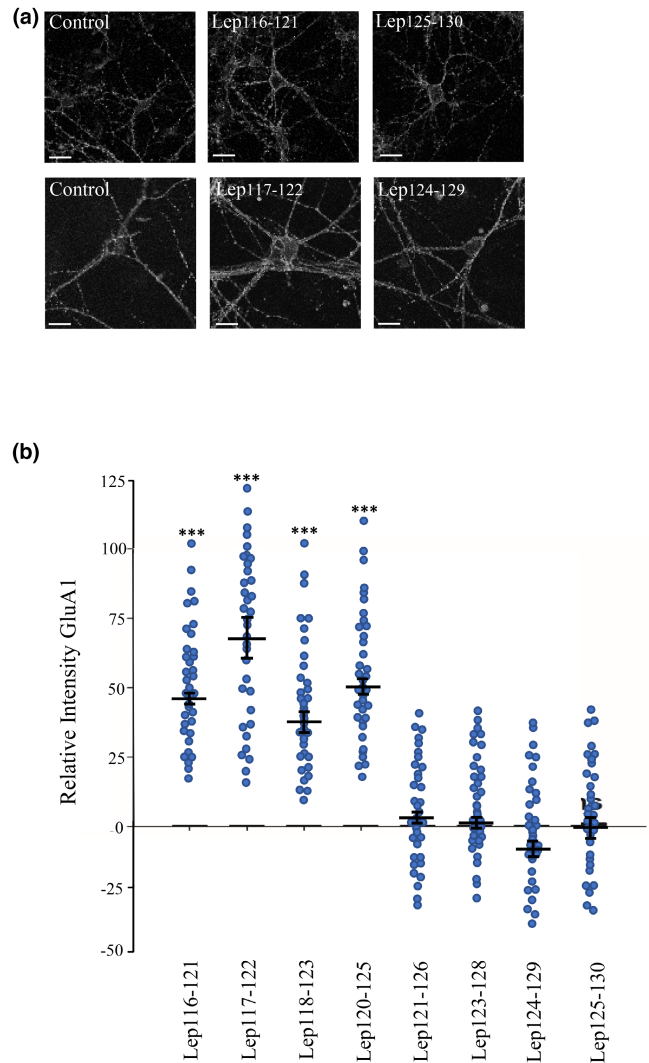 (a)
Control Lep116-121 Lep125-130
Control Lep117-122 Lep124-129
(b)
Relative Intensity GluA1
125
100
75
50
25
0
-25
-50
*** *** *** ***
Lep116-121
Lep117-122
Lep118-123
Lep120-125
Lep121-126
Lep123-128
Lep124-129
Lep125-130